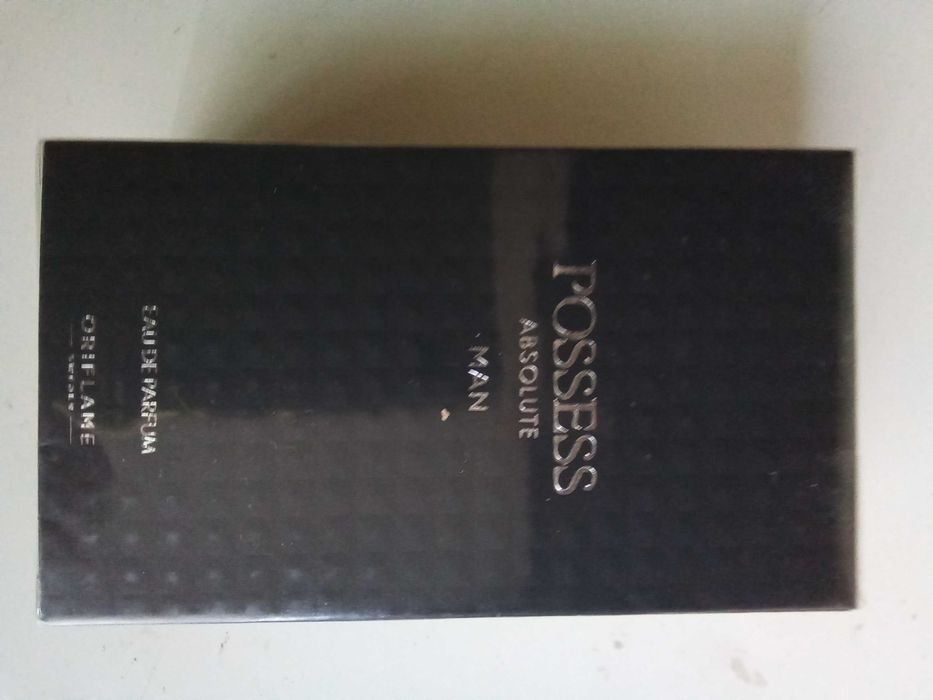 POSSESS
ABSOLUTE
MAN
EAU DE PARFUM
ORIFLAME